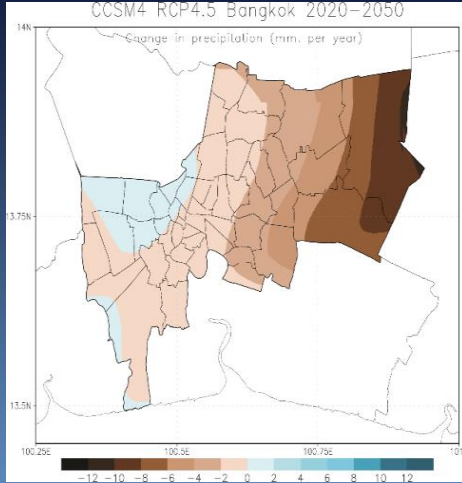 CCSM4 RCP4.5 Bangkok 2020-2050
Change in precipitation (mm. per year)
14N
13.75N
13.5N
100.25E 100.5E 100.75E 101
-12 -10 -8 -6 -4 -2 0 2 4 6 8 10 12